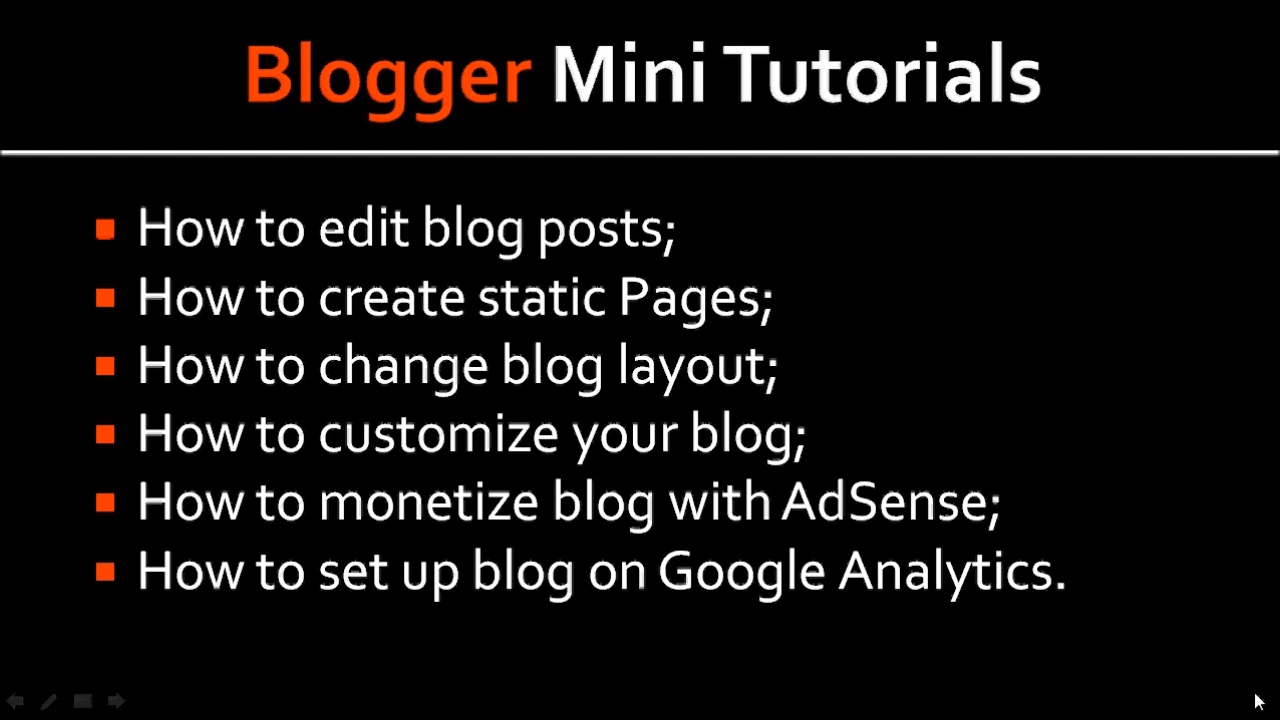 Blogger Mini Tutorials
How to edit blog posts;
How to create static Pages;
How to change blog layout;
How to customize your blog;
How to monetize blog with AdSense;
How to set up blog on Google Analytics.